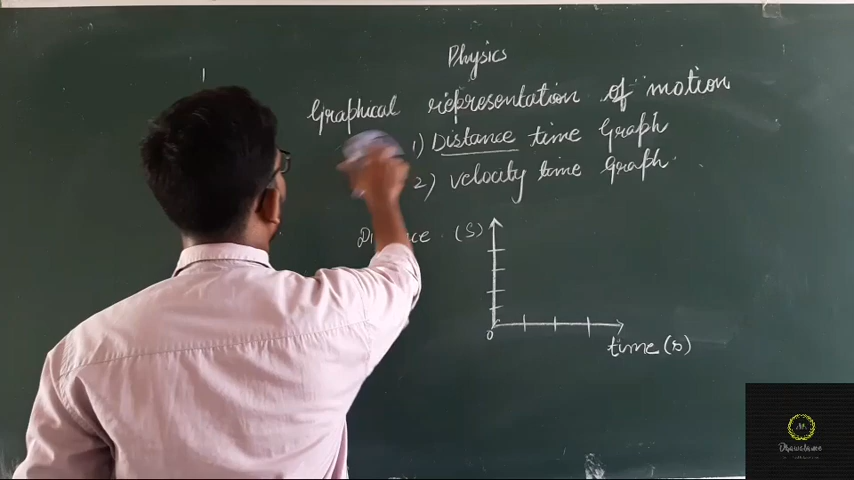 Physics
Graphical representation of motion
1) Distance time Graph
2) velocity time Graph.
(S)
0
time (s)